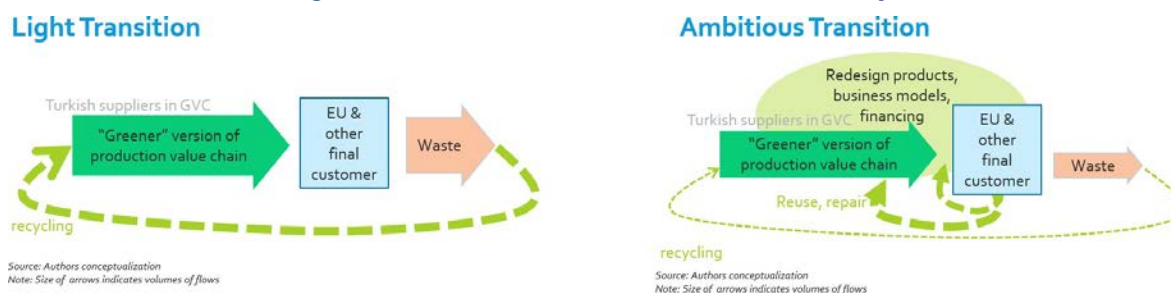 Light Transition
Turkish suppliers in GVC
"Greener" version of
production value chain
EU &
other
final
customer
Waste
recycling
Source: Authors conceptualization
Note: Size of arrows indicates volumes of flows
Ambitious Transition
Redesign products,
business models,
financing
Turkish suppliers in GVC
"Greener" version of
production value chain
EU &
other
final
customer
Waste
Reuse, repair
recycling
Source: Authors conceptualization
Note: Size of arrows indicates volumes of flows